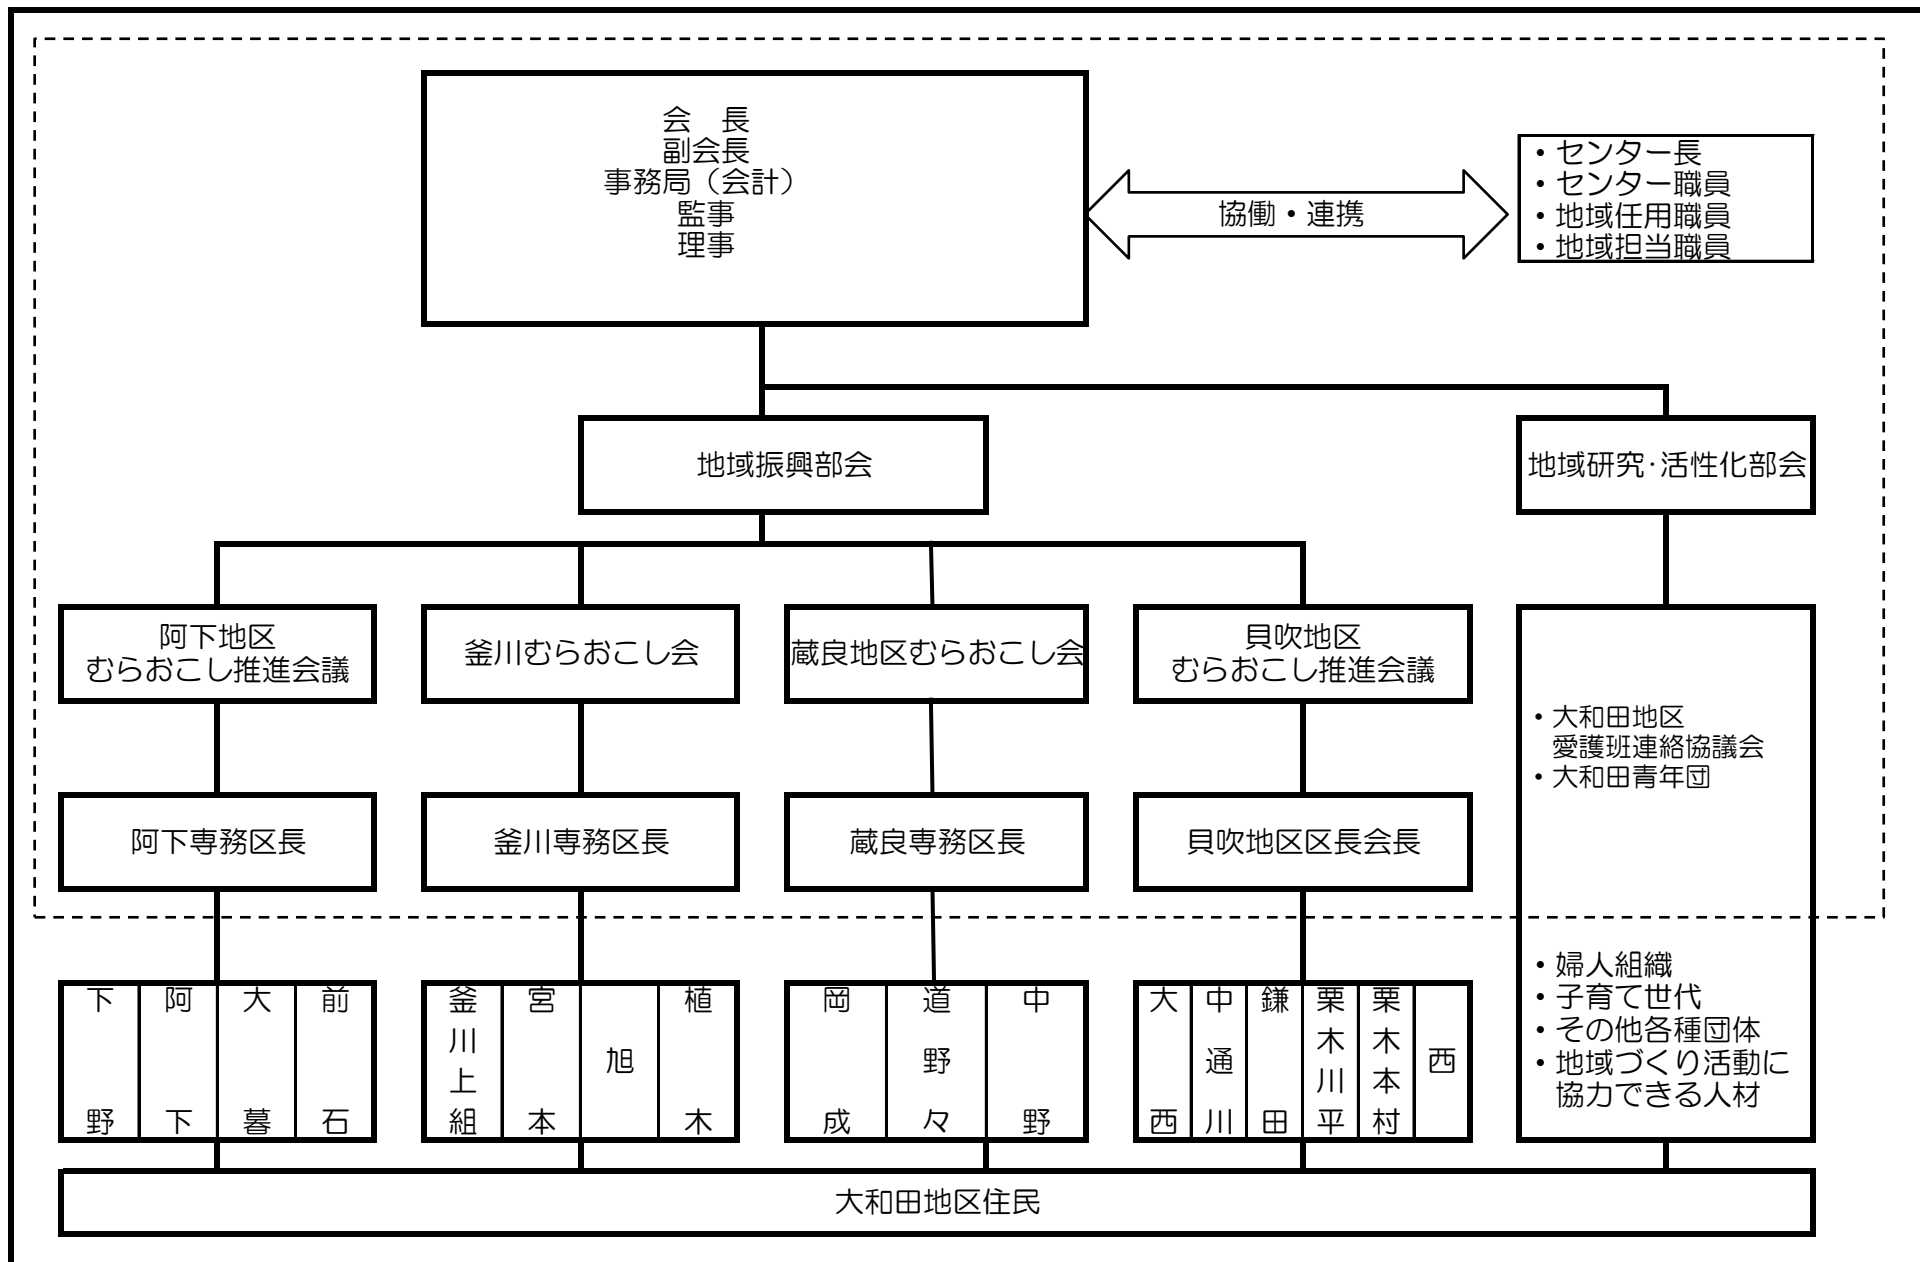 会　長
副会長
事務局（会計）
監事
理事
協働・連携
・センター長
・センター職員
・地域任用職員
・地域担当職員
地域振興部会
地域研究・活性化部会
阿下地区
むらおこし推進会議
釜川むらおこし会
蔵良地区むらおこし会
貝吹地区
むらおこし推進会議
・大和田地区
愛護班連絡協議会
・大和田青年団
阿下専務区長
釜川専務区長
蔵良専務区長
貝吹地区区長会長
・婦人組織
・子育て世代
・その他各種団体
・地域づくり活動に
協力できる人材
下野
阿下
大暮
前石
釜川上組
宮本
旭
植木
岡成
道野々
中野
大西
中通川
鎌田
栗木川平
栗木本村
西
大和田地区住民